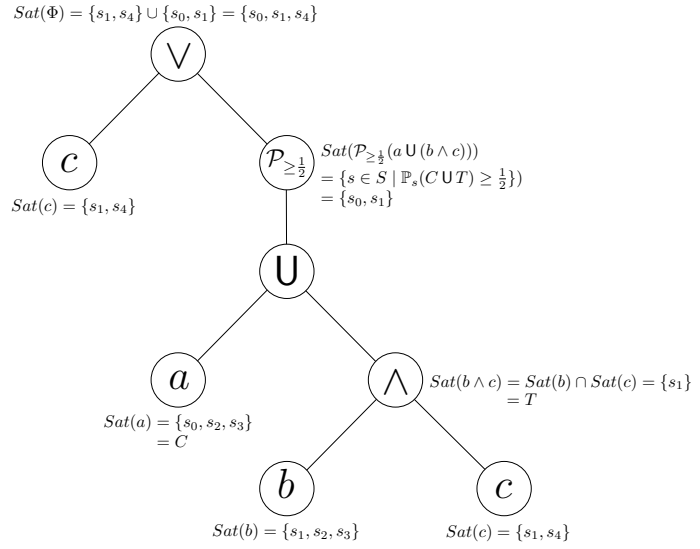 Sat(Φ) = {s₁, s₄} ∪ {s₀, s₁} = {s₀, s₁, s₄}
∨
c
Sat(c) = {s₁, s₄}
𝒫≥½
Sat(𝒫≥½(a U (b ∧ c)))
= {s ∈ S | ℙₛ(C U T) ≥ ½})
= {s₀, s₁}
U
a
Sat(a) = {s₀, s₂, s₃}
= C
∧
Sat(b ∧ c) = Sat(b) ∩ Sat(c) = {s₁}
= T
b
Sat(b) = {s₁, s₂, s₃}
c
Sat(c) = {s₁, s₄}